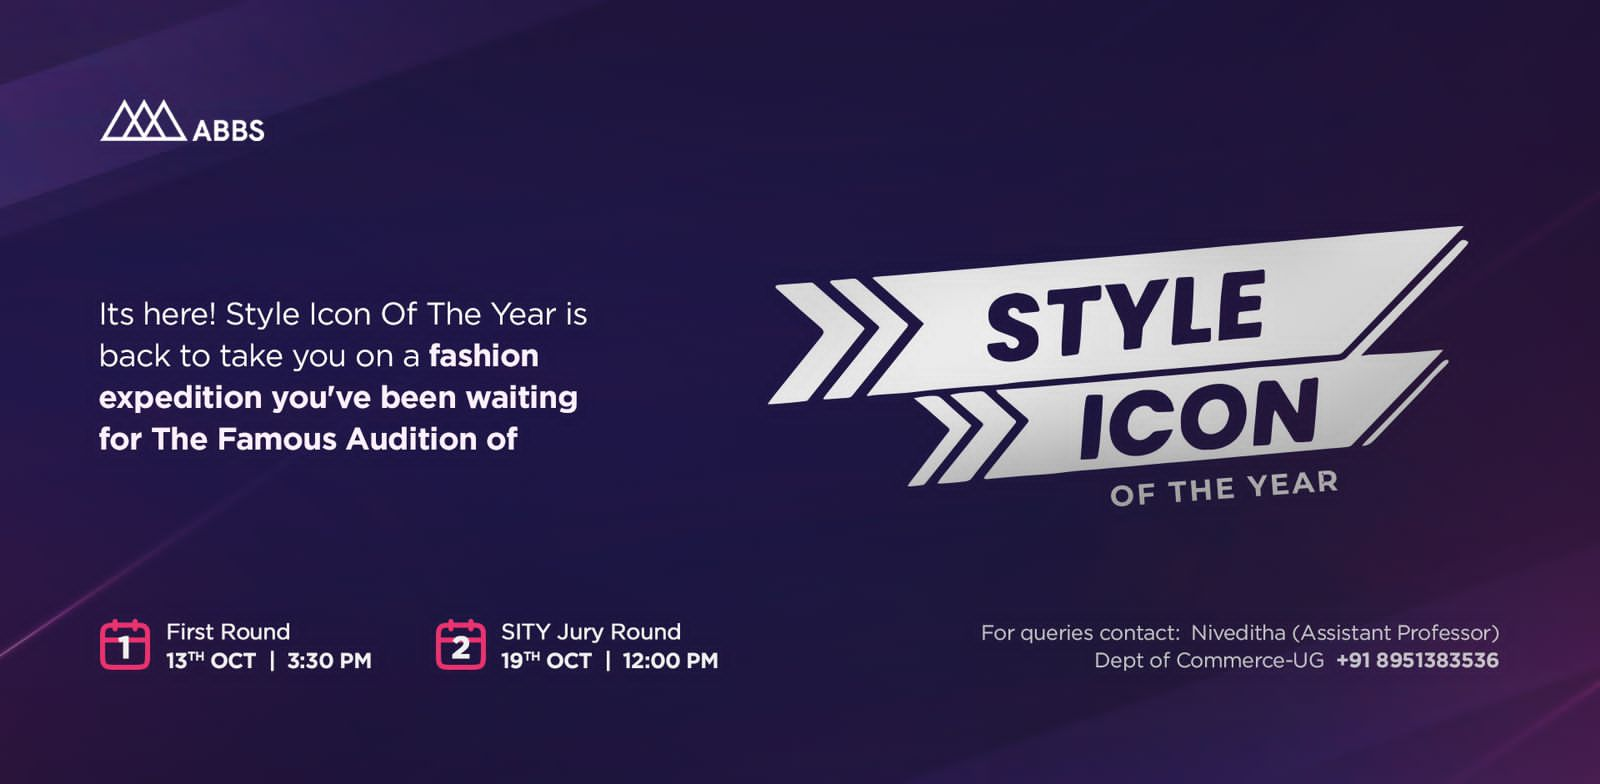 ABBS
Its here! Style Icon Of The Year is
back to take you on a fashion
expedition you've been waiting
for The Famous Audition of
STYLE
ICON
OF THE YEAR
1
First Round
13TH OCT | 3:30 PM
2
SITY Jury Round
19TH OCT | 12:00 PM
For queries contact: Niveditha (Assistant Professor)
Dept of Commerce-UG +91 8951383536